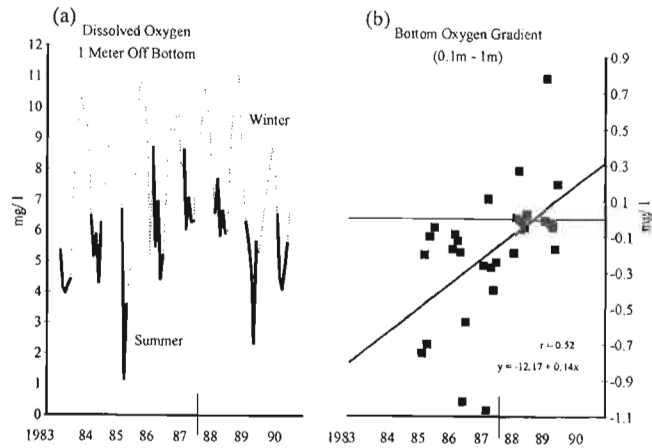 (a)
Dissolved Oxygen
1 Meter Off Bottom
12
11
10
9
8
7
6
5
4
3
2
1
0
mg/l
Winter
Summer
1983 84 85 86 87 88 89 90
(b)
Bottom Oxygen Gradient
(0.1m - 1m)
0.9
0.7
0.5
0.3
0.1
-0.1
-0.3
-0.5
-0.7
-0.9
-1.1
mg/l
r = 0.52
y = -12.17 + 0.14x
1983 84 85 86 87 88 89 90